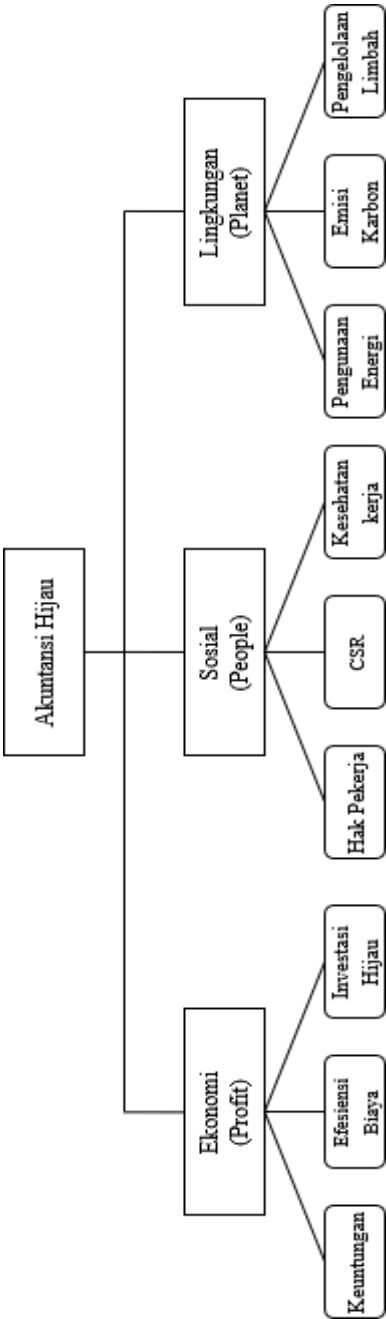 Akuntansi Hijau
Ekonomi
(Profit)
Sosial
(People)
Lingkungan
(Planet)
Keuntungan
Efesiensi
Biaya
Investasi
Hijau
Hak Pekerja
CSR
Kesehatan
kerja
Pengunaan
Energi
Emisi
Karbon
Pengelolaan
Limbah